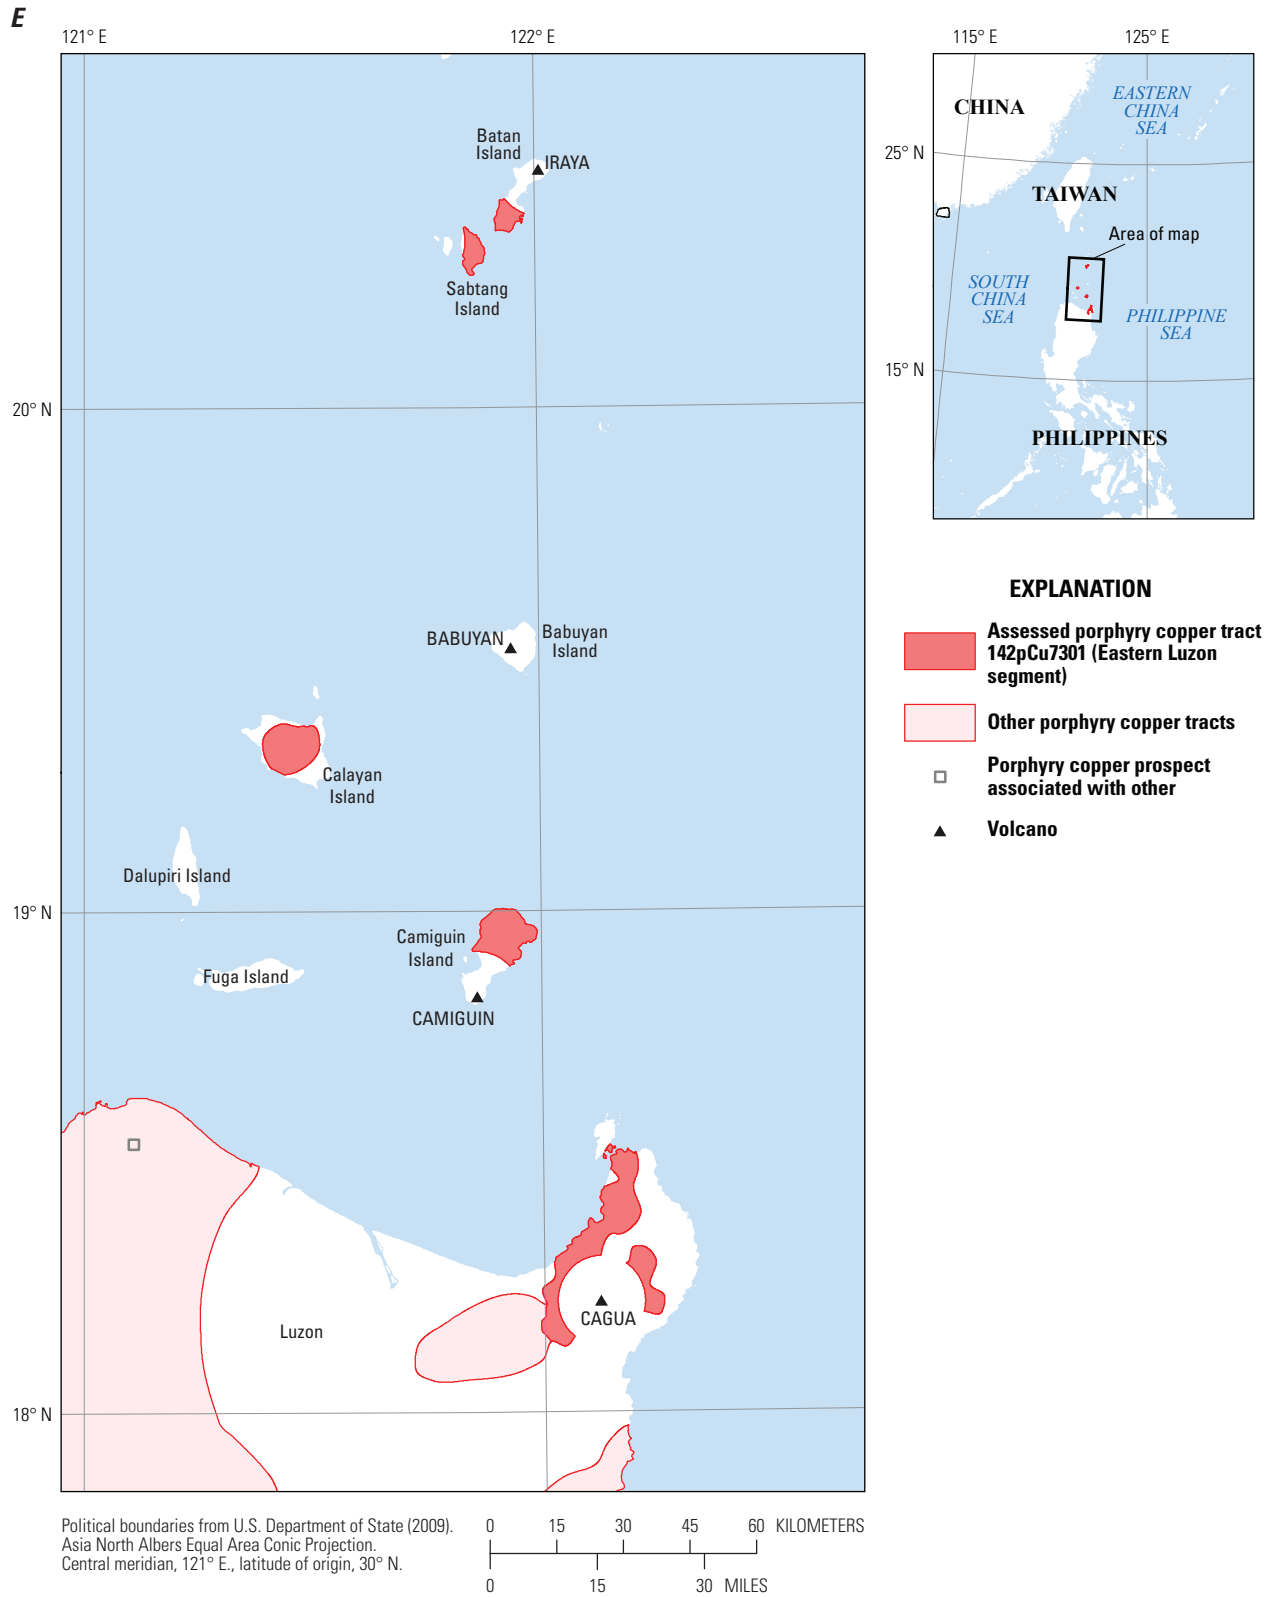 E
121° E
122° E
Batan
Island
IRAYA
Sabtang
Island
20° N
BABUYAN
Babuyan
Island
Calayan
Island
Dalupiri Island
19° N
Camiguin
Island
Fuga Island
CAMIGUIN
CAGUA
Luzon
18° N
Political boundaries from U.S. Department of State (2009).
Asia North Albers Equal Area Conic Projection.
Central meridian, 121° E., latitude of origin, 30° N.
0 15 30 45 60 KILOMETERS
0 15 30 MILES
115° E
125° E
CHINA
EASTERN
CHINA
SEA
25° N
TAIWAN
Area of map
SOUTH
CHINA
SEA
PHILIPPINE
SEA
15° N
PHILIPPINES
EXPLANATION
Assessed porphyry copper tract
142pCu7301 (Eastern Luzon
segment)
Other porphyry copper tracts
Porphyry copper prospect
associated with other
Volcano